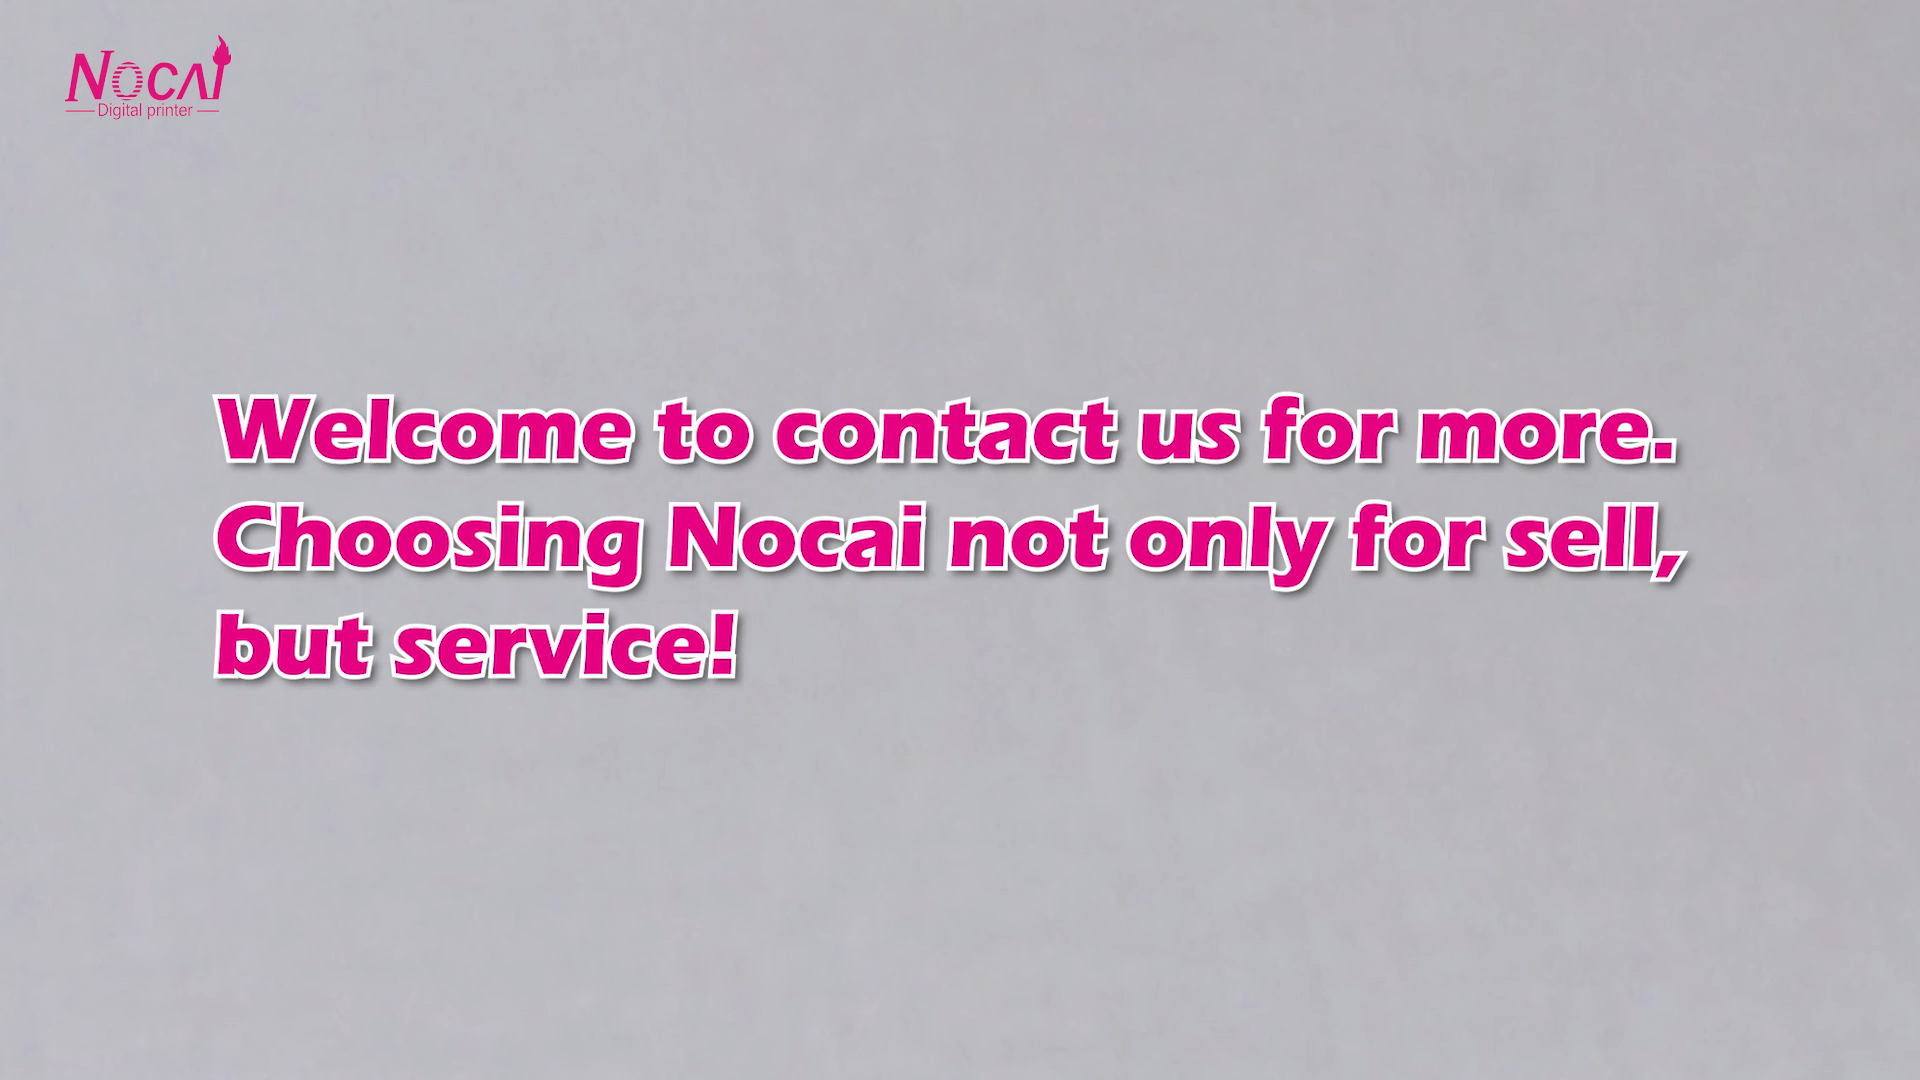 Nocai
Digital printer
Welcome to contact us for more.
Choosing Nocai not only for sell,
but service!